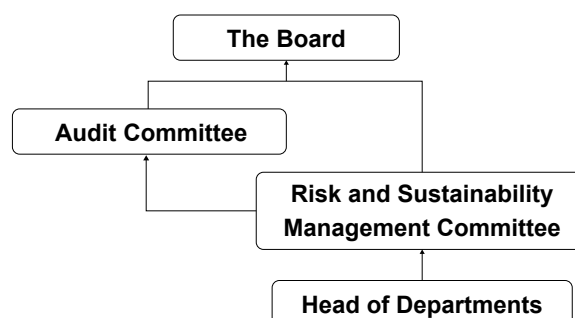 The Board
Audit Committee
Risk and Sustainability
Management Committee
Head of Departments